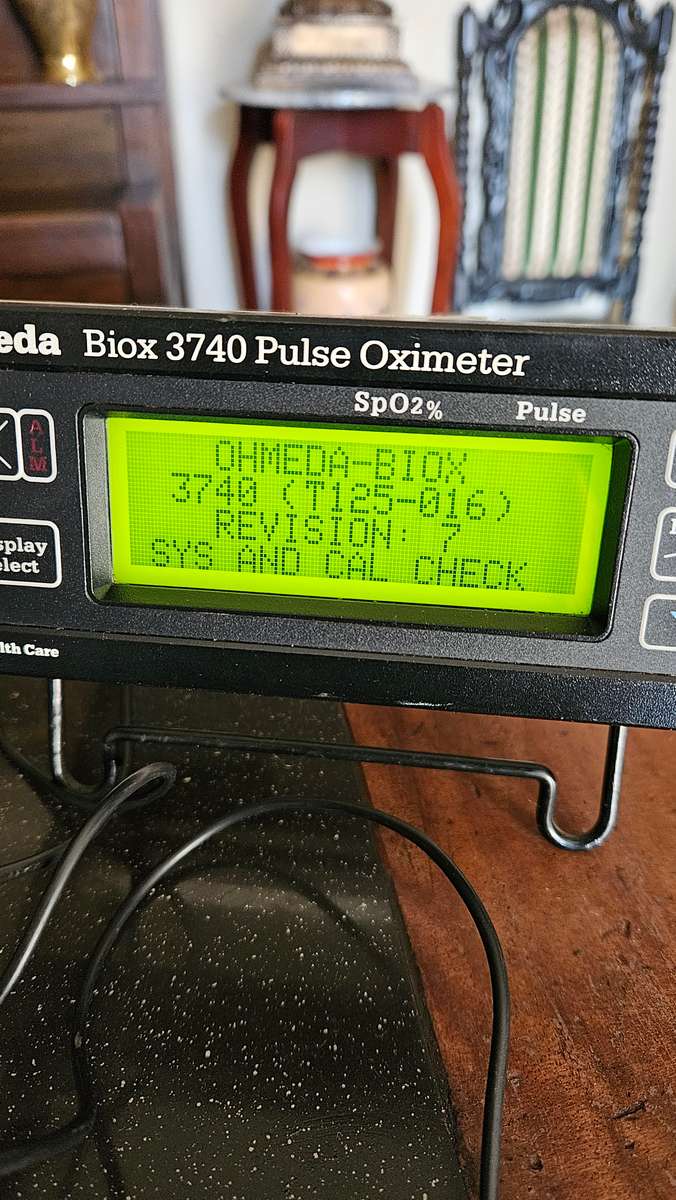 eda Biox 3740 Pulse Oximeter
SpO2% Pulse
ALM
OHMEDA-BIOX
3740 (T125-016)
REVISION: 7
SYS AND CAL CHECK
splay
elect
lth Care